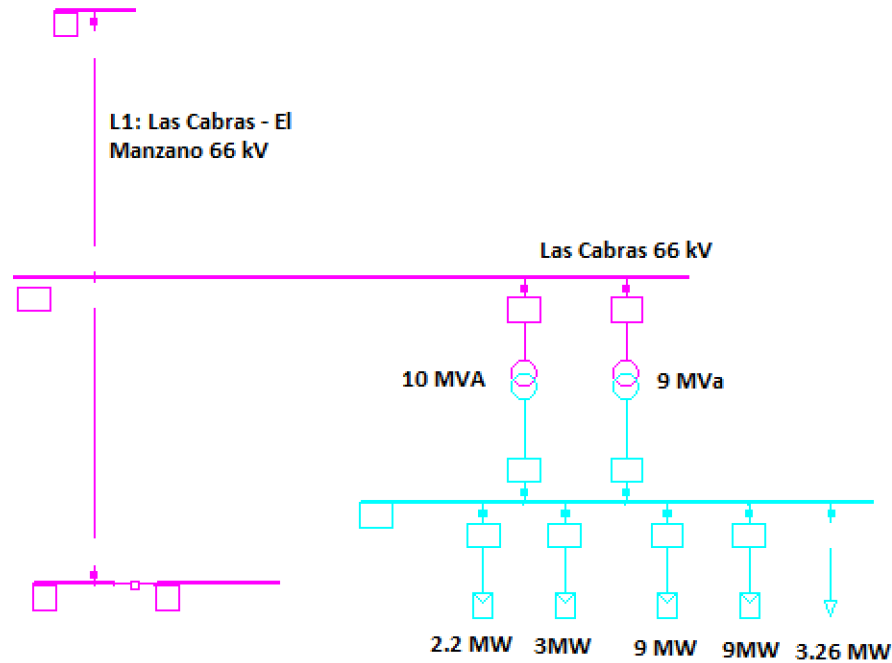 L1: Las Cabras - El
Manzano 66 kV
Las Cabras 66 kV
10 MVA
9 MVa
2.2 MW
3MW
9 MW
9MW
3.26 MW